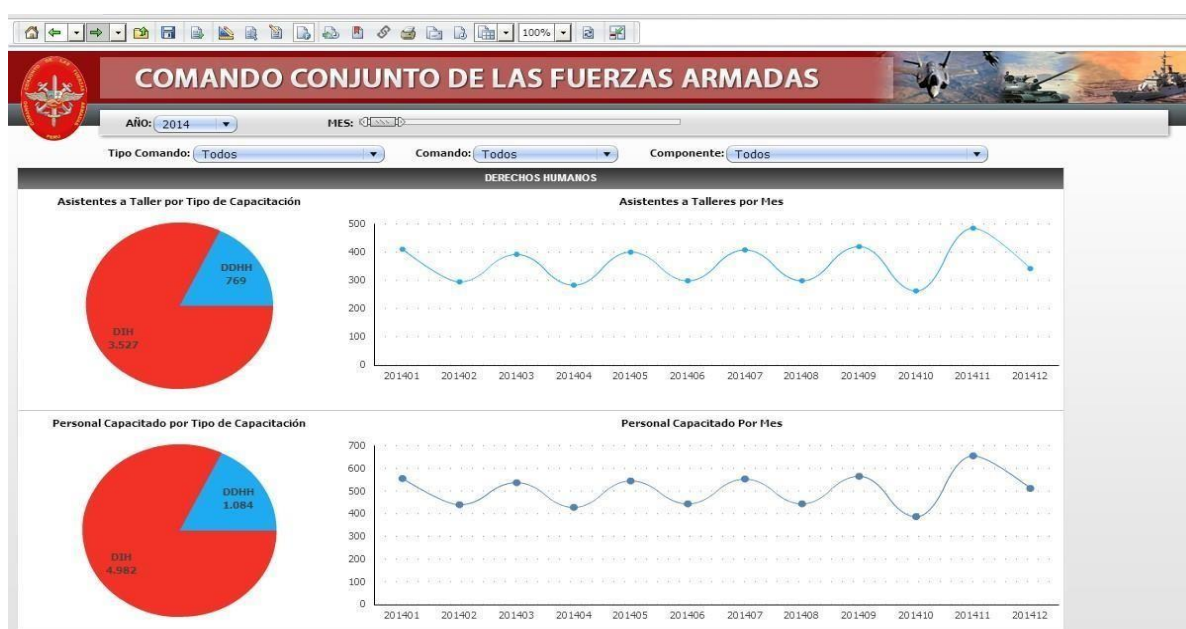 100%
COMANDO CONJUNTO DE LAS FUERZAS ARMADAS
AÑO: 2014 MES:
Tipo Comando: Todos Comando: Todos Componente: Todos
DERECHOS HUMANOS
Asistentes a Taller por Tipo de Capacitación
DDHH
769
DIH
3.527
Asistentes a Talleres por Mes
500
400
300
200
100
0
201401 201402 201403 201404 201405 201406 201407 201408 201409 201410 201411 201412
Personal Capacitado por Tipo de Capacitación
DDHH
1.084
DIH
4.982
Personal Capacitado Por Mes
700
600
500
400
300
200
100
0
201401 201402 201403 201404 201405 201406 201407 201408 201409 201410 201411 201412